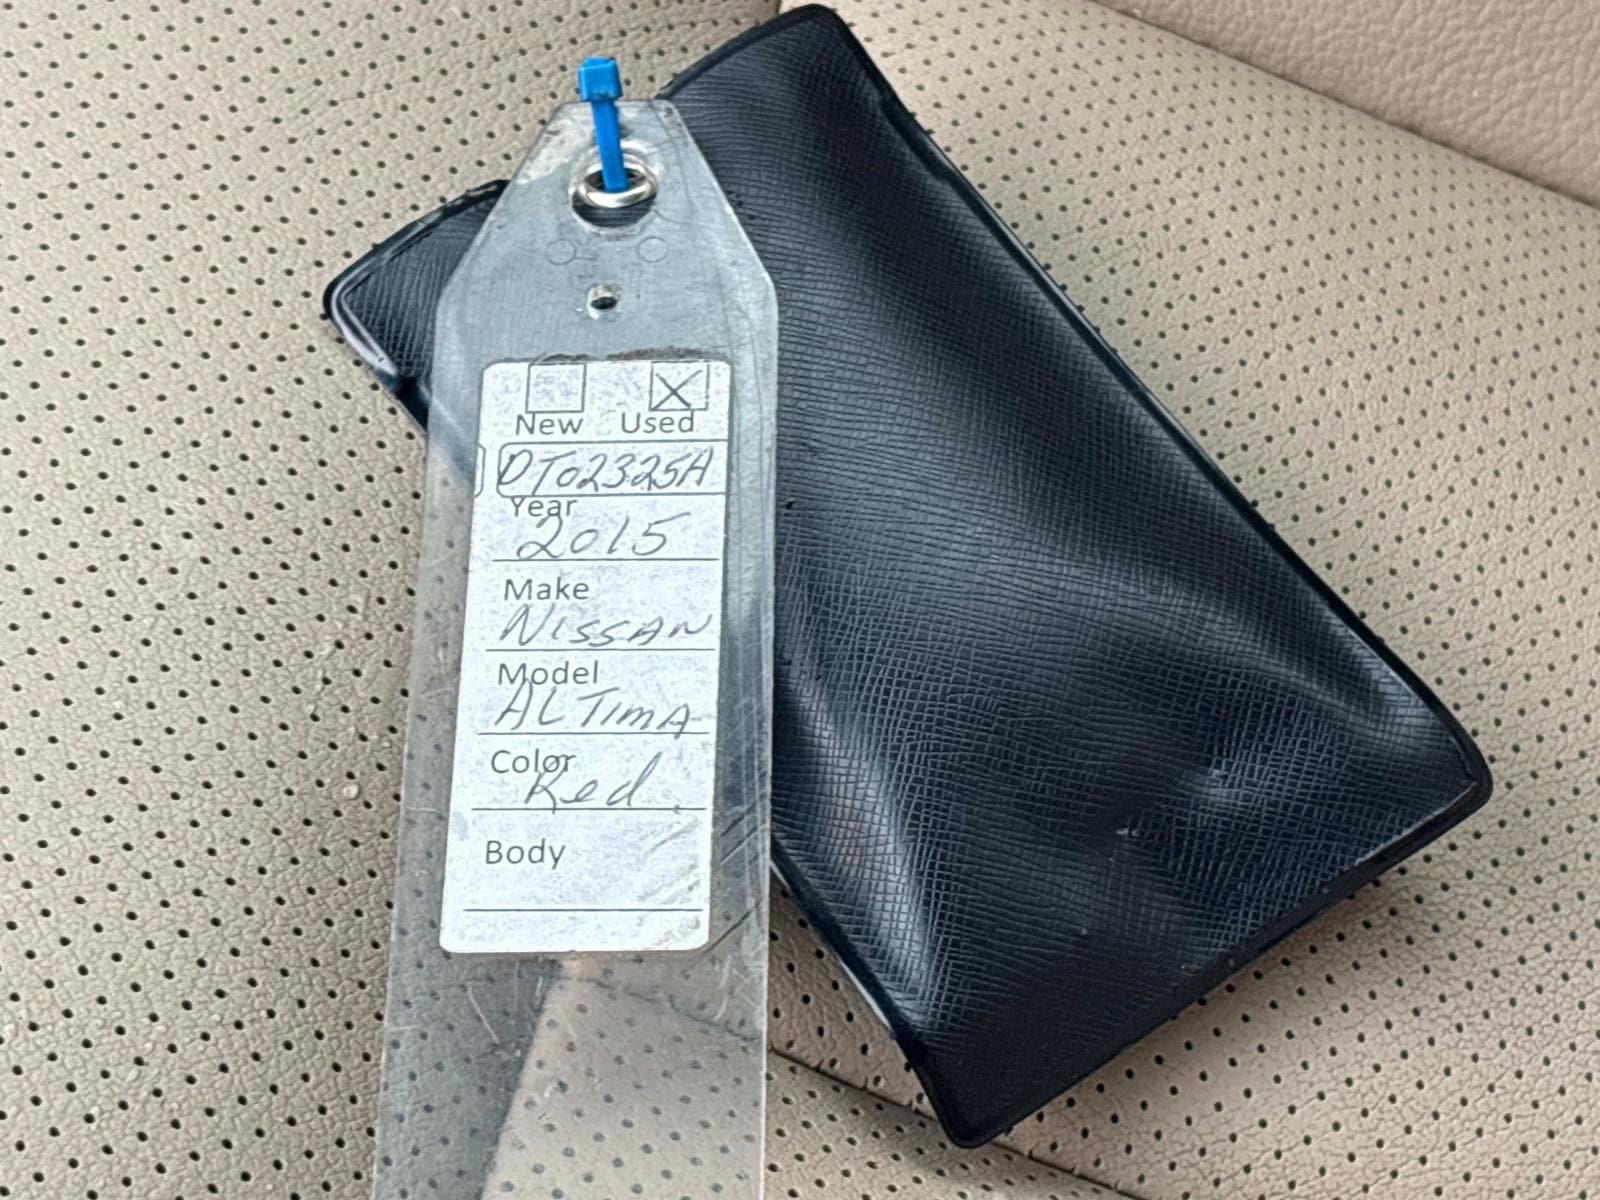 New Used
DT02325A
Year
2015
Make
NISSAN
Model
ALTIMA
Color
Red
Body